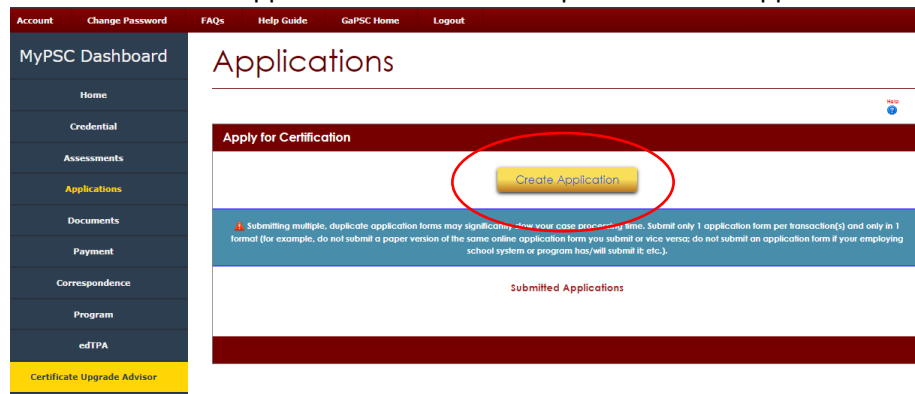 Account Change Password FAQs Help Guide GaPSC Home Logout
MyPSC Dashboard
Home
Credential
Assessments
Applications
Documents
Payment
Correspondence
Program
edTPA
Certificate Upgrade Advisor
Applications
Help
Apply for Certification
Create Application
Submitting multiple, duplicate application forms may significantly slow your case processing time. Submit only 1 application form per transaction(s) and only in 1
format (for example, do not submit a paper version of the same online application form you submit or vice versa; do not submit an application form if your employing
school system or program has/will submit it; etc.).
Submitted Applications